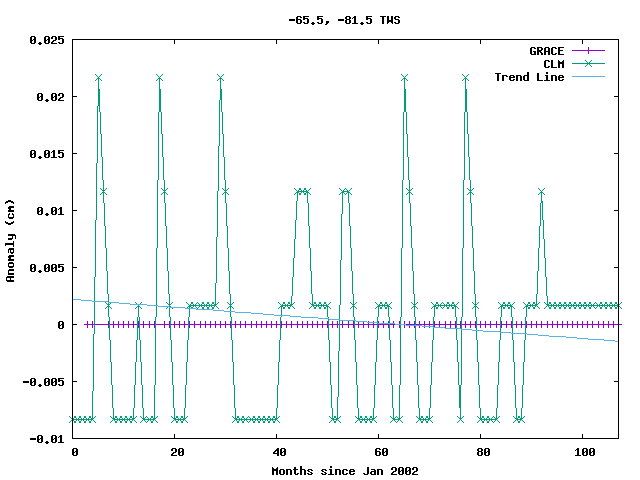 -65.5, -81.5 TWS
0.025
0.02
0.015
0.01
0.005
0
-0.005
-0.01
Anomaly (cm)
GRACE
CLM
Trend Line
0 20 40 60 80 100
Months since Jan 2002